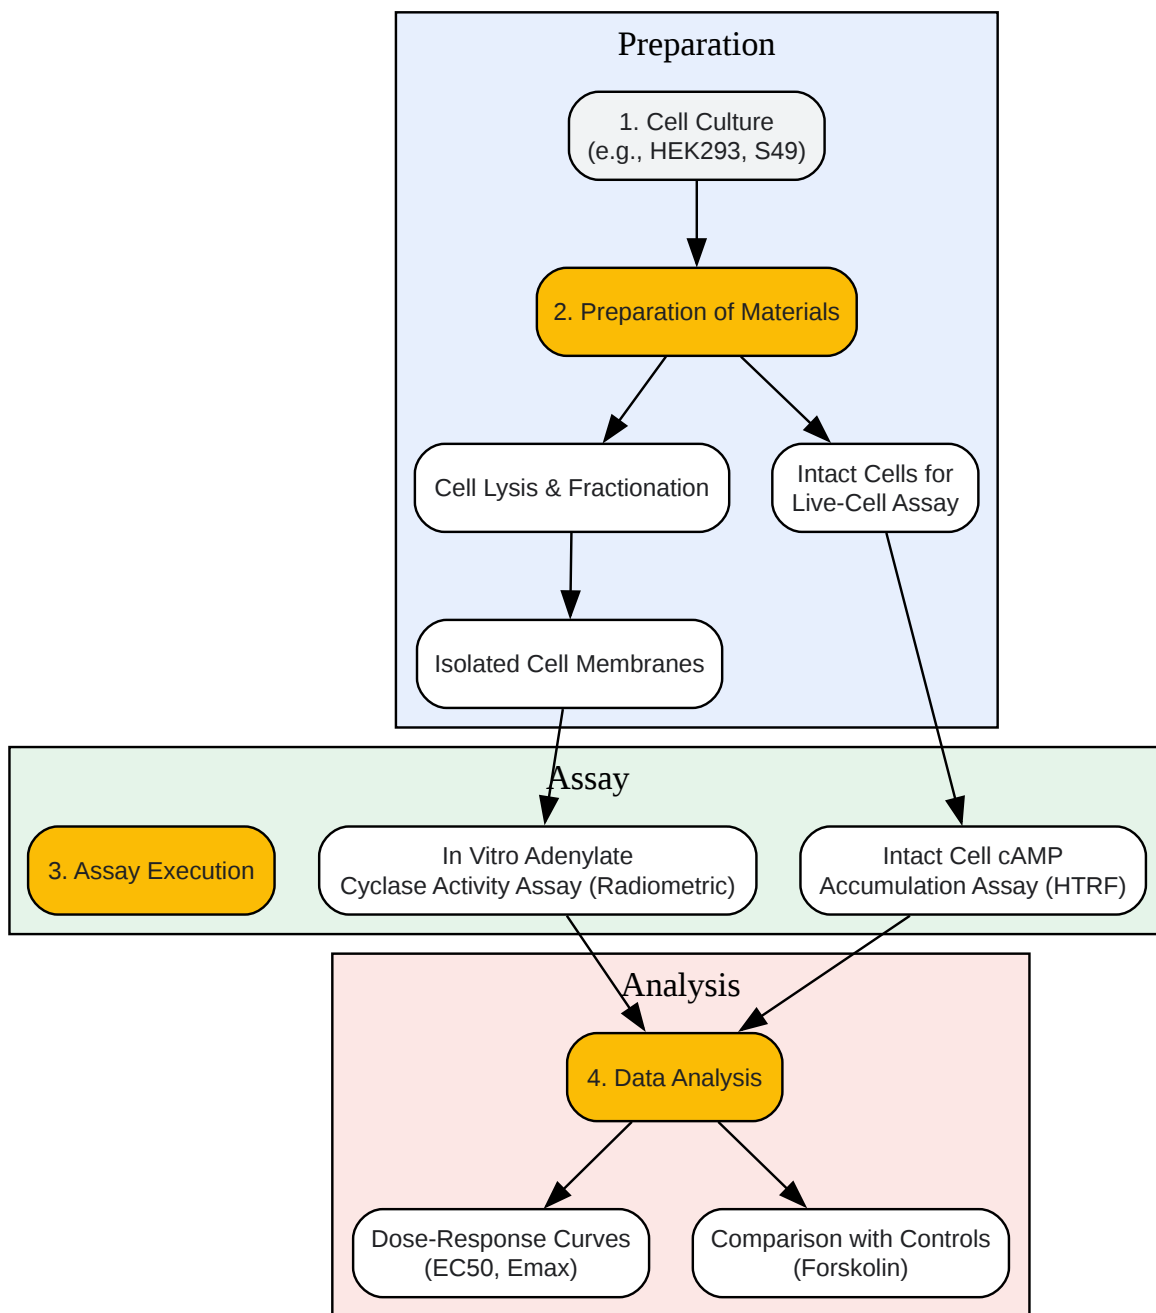 Preparation
1. Cell Culture
(e.g., HEK293, S49)
2. Preparation of Materials
Cell Lysis & Fractionation
Intact Cells for
Live-Cell Assay
Isolated Cell Membranes
Assay
3. Assay Execution
In Vitro Adenylate
Cyclase Activity Assay (Radiometric)
Intact Cell cAMP
Accumulation Assay (HTRF)
Analysis
4. Data Analysis
Dose-Response Curves
(EC50, Emax)
Comparison with Controls
(Forskolin)